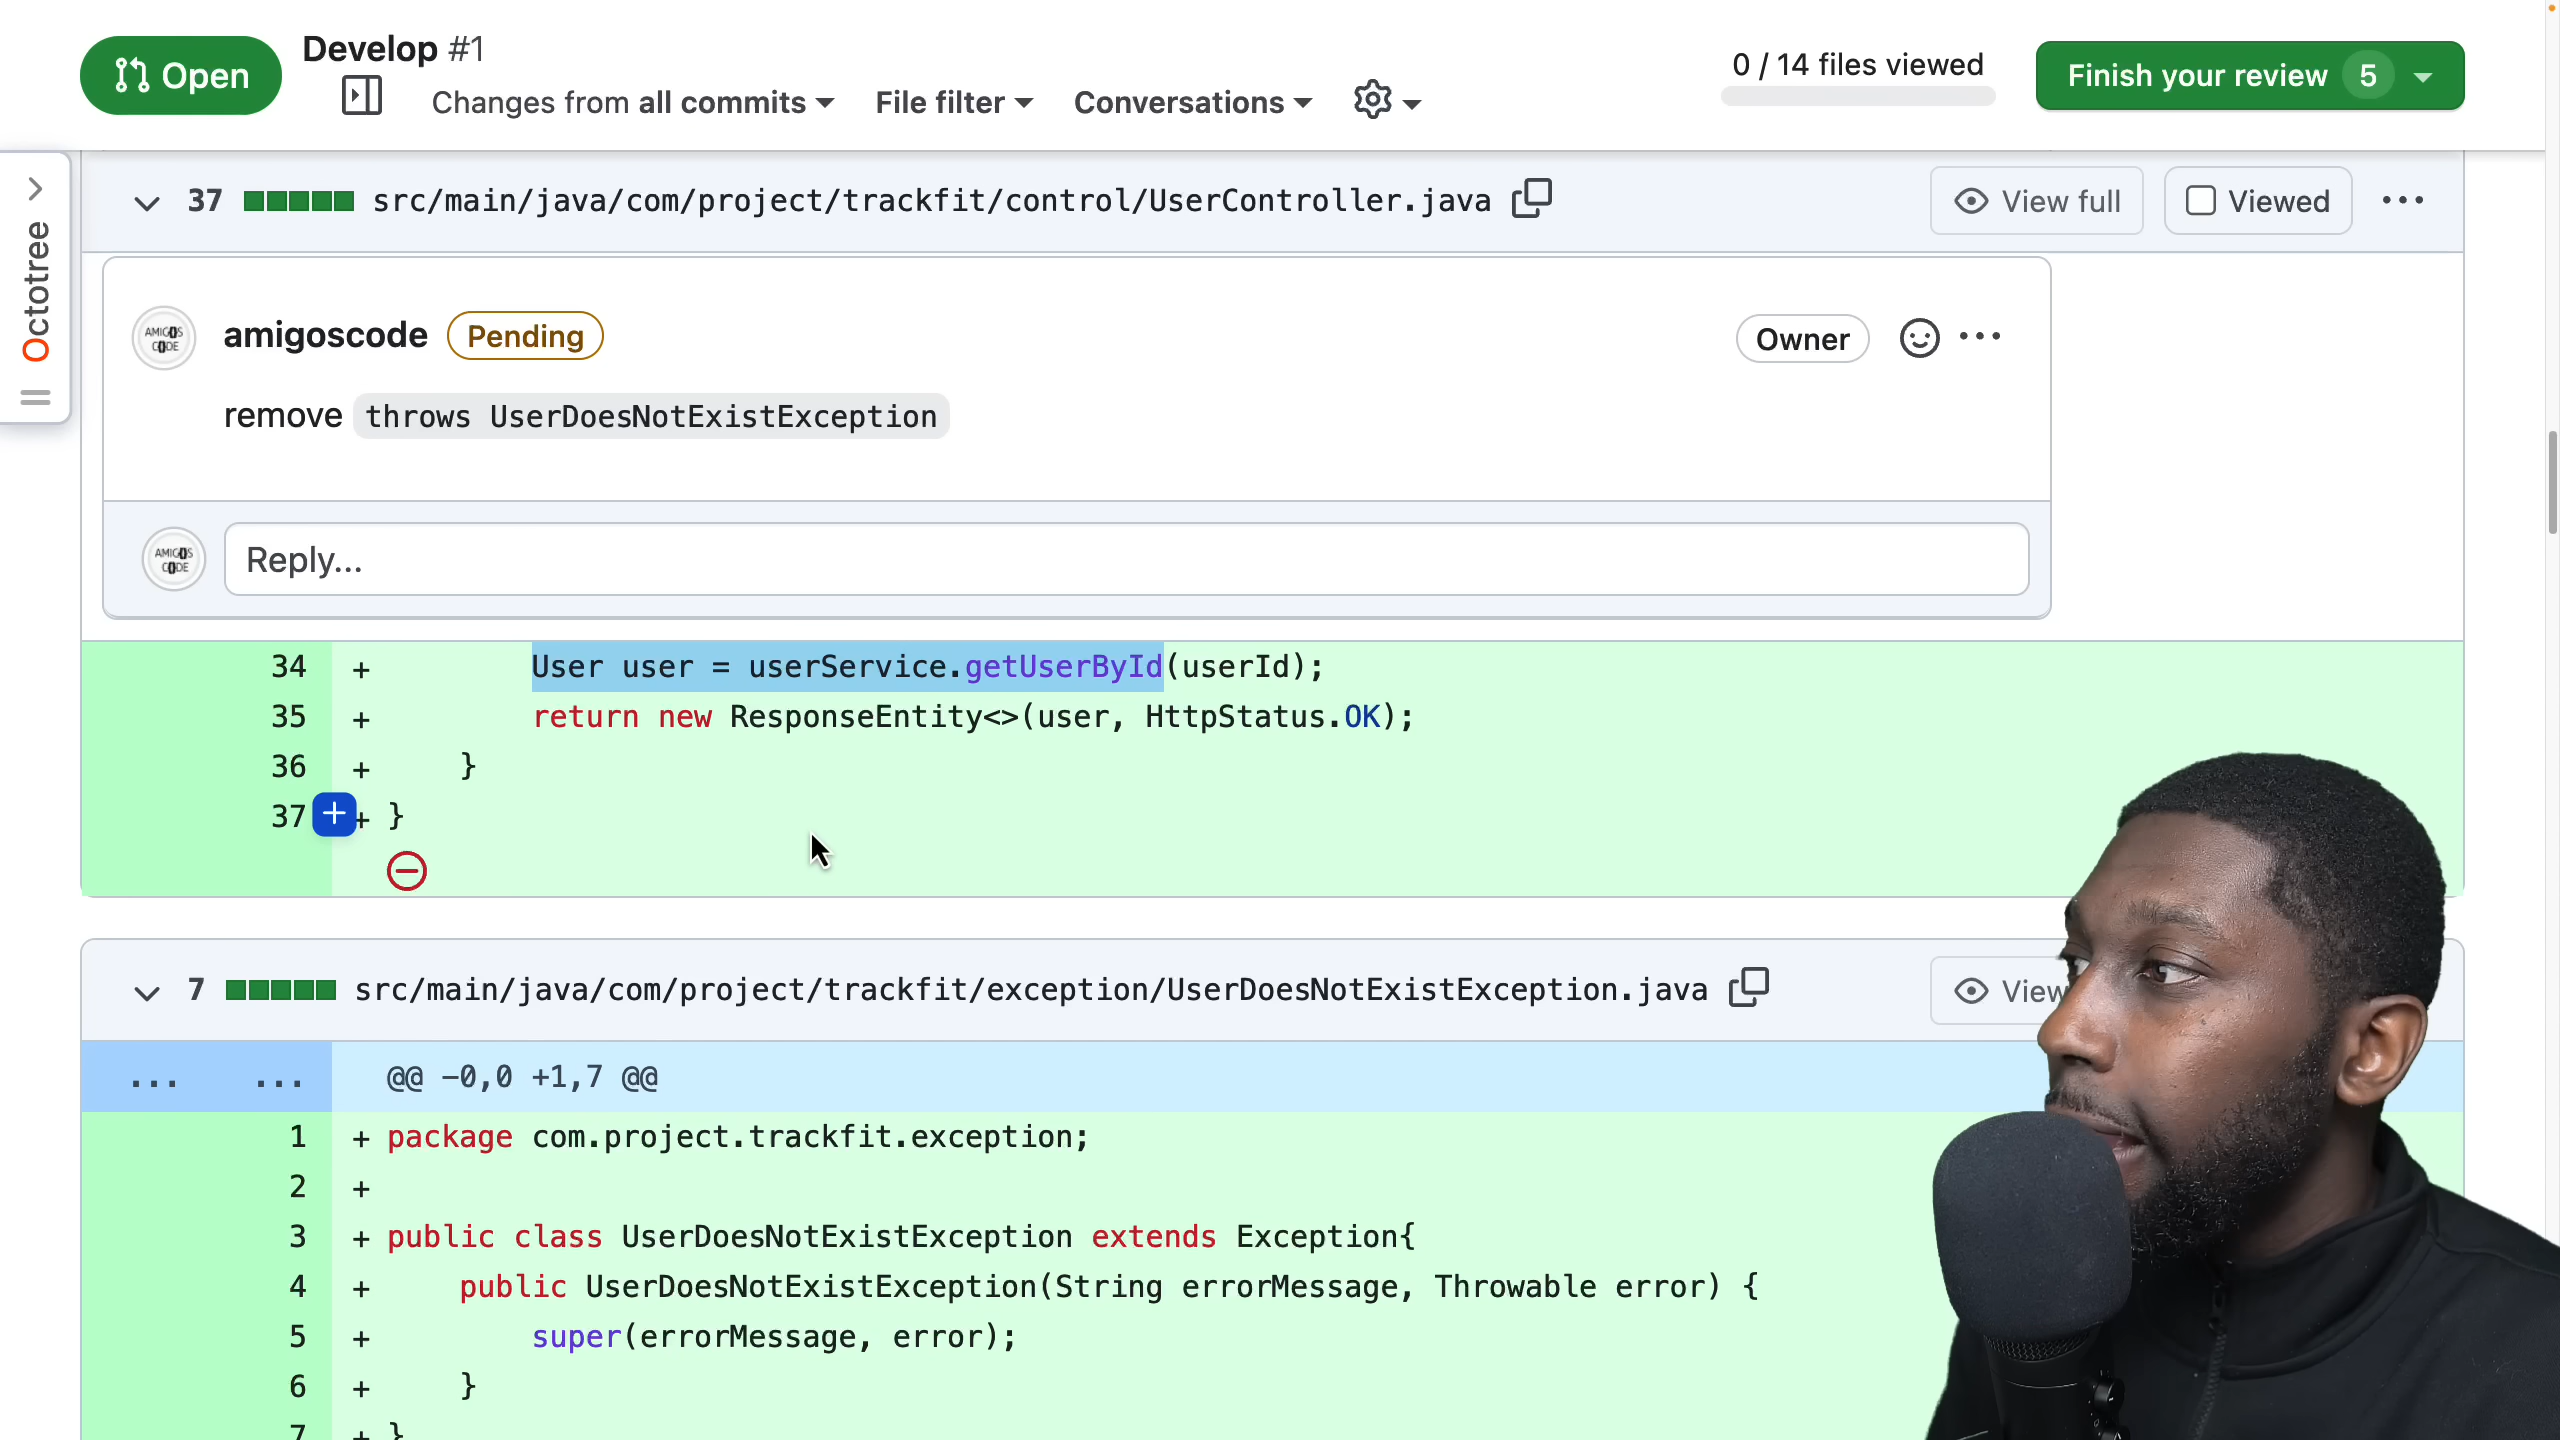 Open
Develop #1
Changes from all commits
File filter
Conversations
0 / 14 files viewed
Finish your review 5
Octotree
37 src/main/java/com/project/trackfit/control/UserController.java
View full
Viewed
AMIGOS CODE
amigoscode
Pending
Owner
remove throws UserDoesNotExistException
AMIGOS CODE
Reply...
34 + User user = userService.getUserById(userId);
35 + return new ResponseEntity<>(user, HttpStatus.OK);
36 + }
37 + }
7 src/main/java/com/project/trackfit/exception/UserDoesNotExistException.java
View
... ... @@ -0,0 +1,7 @@
1 + package com.project.trackfit.exception;
2 +
3 + public class UserDoesNotExistException extends Exception{
4 + public UserDoesNotExistException(String errorMessage, Throwable error) {
5 + super(errorMessage, error);
6 + }
7 + }